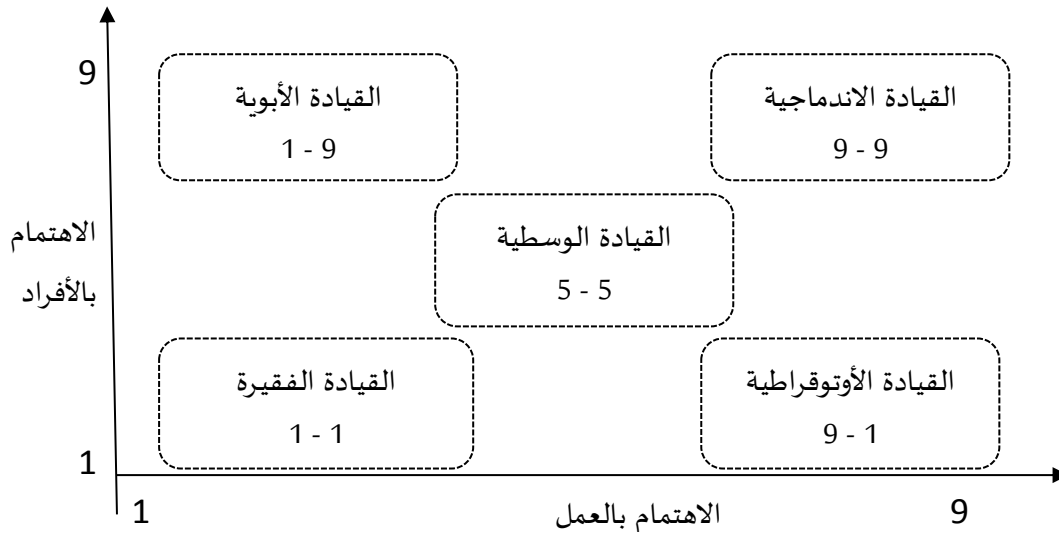 9
القيادة الأبوية
1 - 9
القيادة الاندماجية
9 - 9
الاهتمام
بالأفراد
القيادة الوسطية
5 - 5
القيادة الفقيرة
1 - 1
القيادة الأوتوقراطية
9 - 1
1
1
الاهتمام بالعمل
9